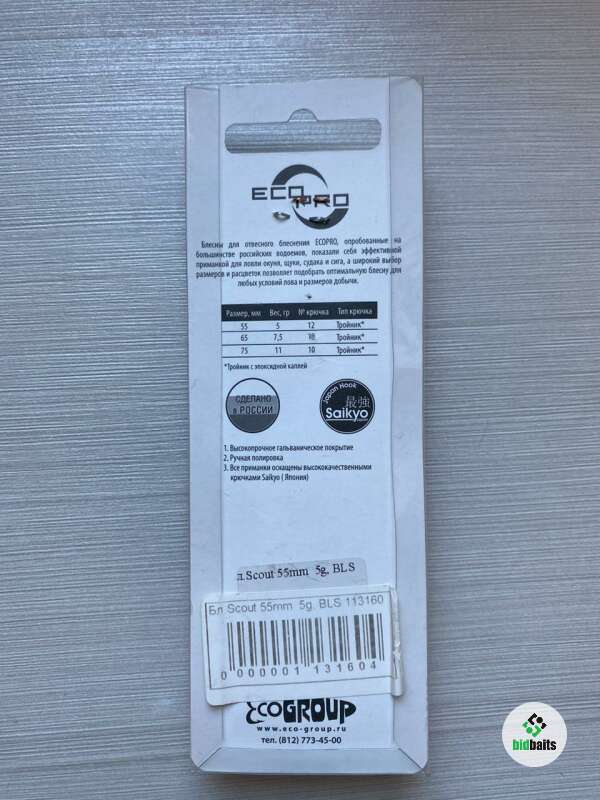 ECOPRO
Блесны для отвесного блеснения ECOPRO, опробованные на
большинстве российских водоемов, показали себя эффективной
приманкой для ловли окуня, щуки, судака и сига, а широкий выбор
размеров и расцветок позволяет подобрать оптимальную блесну для
любых условий лова и размеров добычи.
Размер, мм Вес, гр № крючка Тип крючка
55 5 12 Тройник*
65 7,5 Тройник*
75 11 10 Тройник*
*Тройник с эпоксидной каплей
СДЕЛАНО
в РОССИИ
Japan Hook
最強
Saikyo
1. Высокопрочное гальваническое покрытие
2. Ручная полировка
3. Все приманки оснащены высококачественными
крючками Saikyo ( Япония)
л.Scout 55mm 5g, BLS
Бл Scout 55mm 5g. BLS 113160
0 000001 131604
ECOGROUP
www.eco-group.ru
тел. (812) 773-45-00
bidbaits